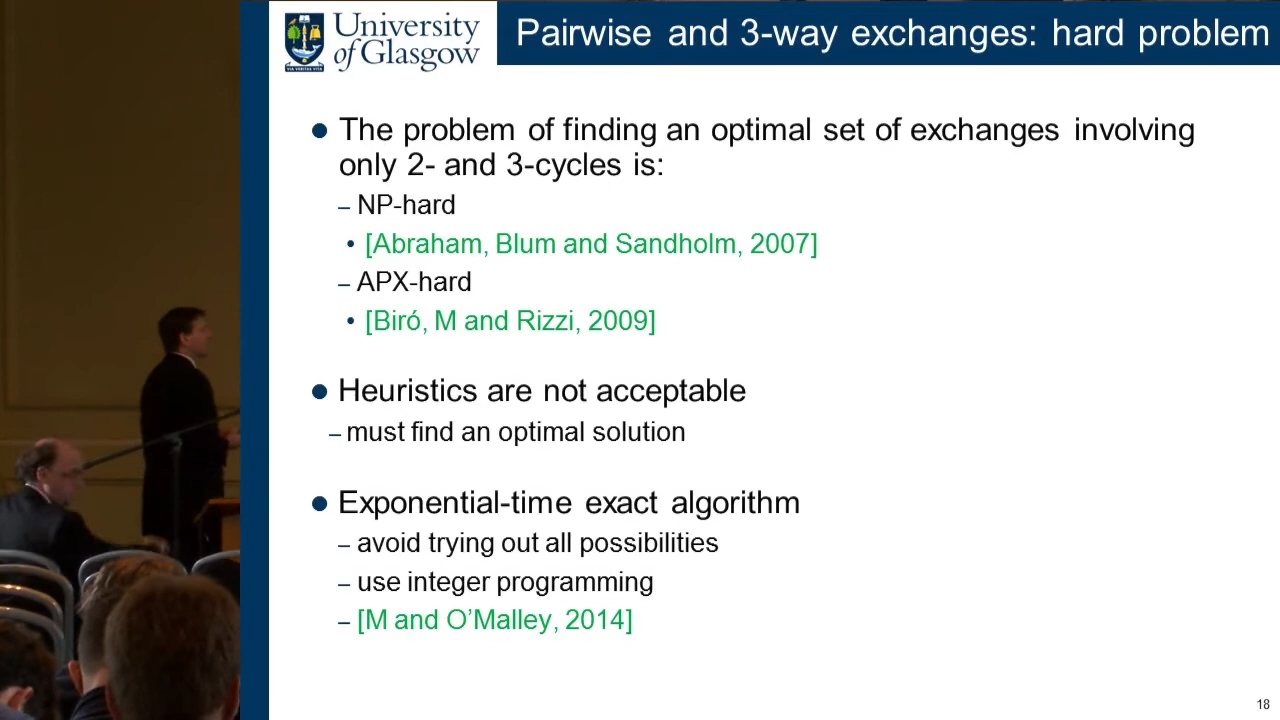 University
of Glasgow
Pairwise and 3-way exchanges: hard problem
● The problem of finding an optimal set of exchanges involving
only 2- and 3-cycles is:
– NP-hard
• [Abraham, Blum and Sandholm, 2007]
– APX-hard
• [Biró, M and Rizzi, 2009]
● Heuristics are not acceptable
– must find an optimal solution
● Exponential-time exact algorithm
– avoid trying out all possibilities
– use integer programming
– [M and O’Malley, 2014]
18